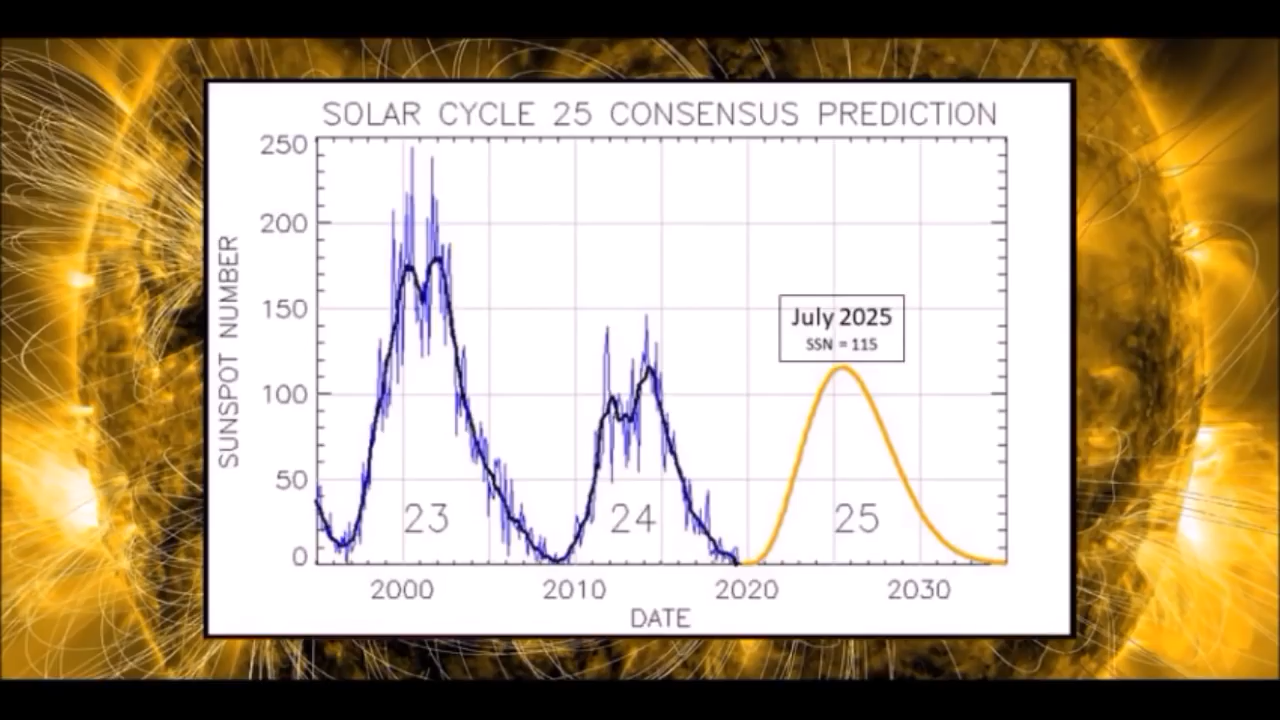 SOLAR CYCLE 25 CONSENSUS PREDICTION
250
200
150
100
50
0
SUNSPOT NUMBER
July 2025
SSN = 115
23
24
25
2000
2010
2020
2030
DATE